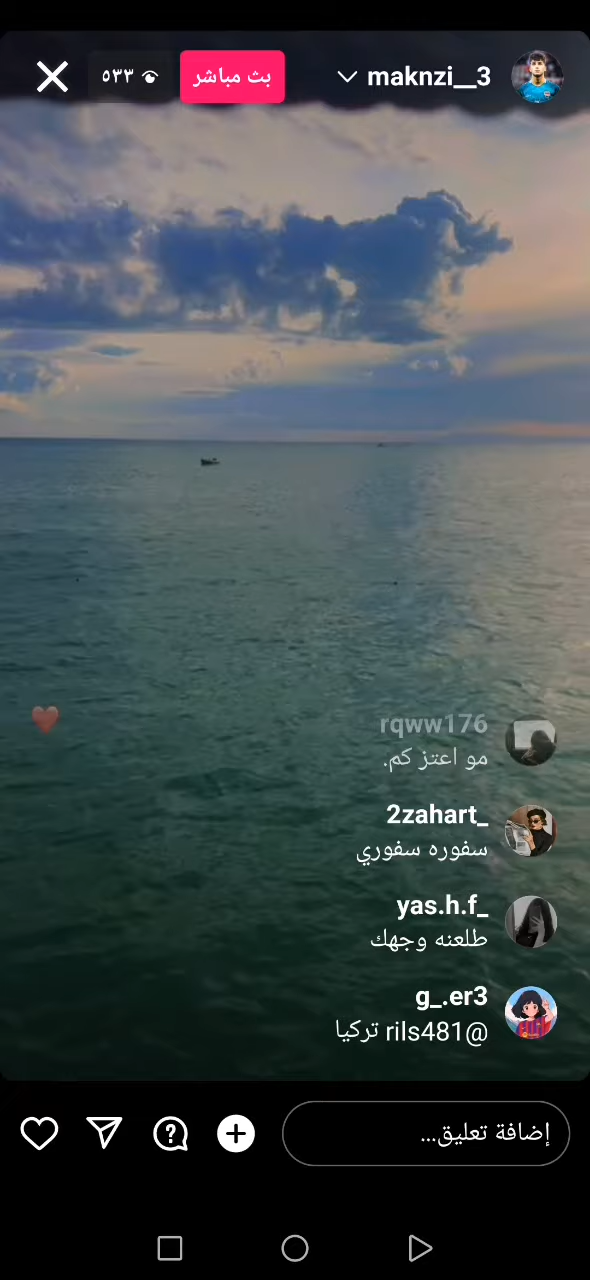 maknzi__3
بث مباشر
٥٣٣
rqww176
مو اعتز كم.
2zahart_
سفوره سفوري
yas.h.f_
طلعنه وجهك
g_.er3
@rils481 تركيا
إضافة تعليق...